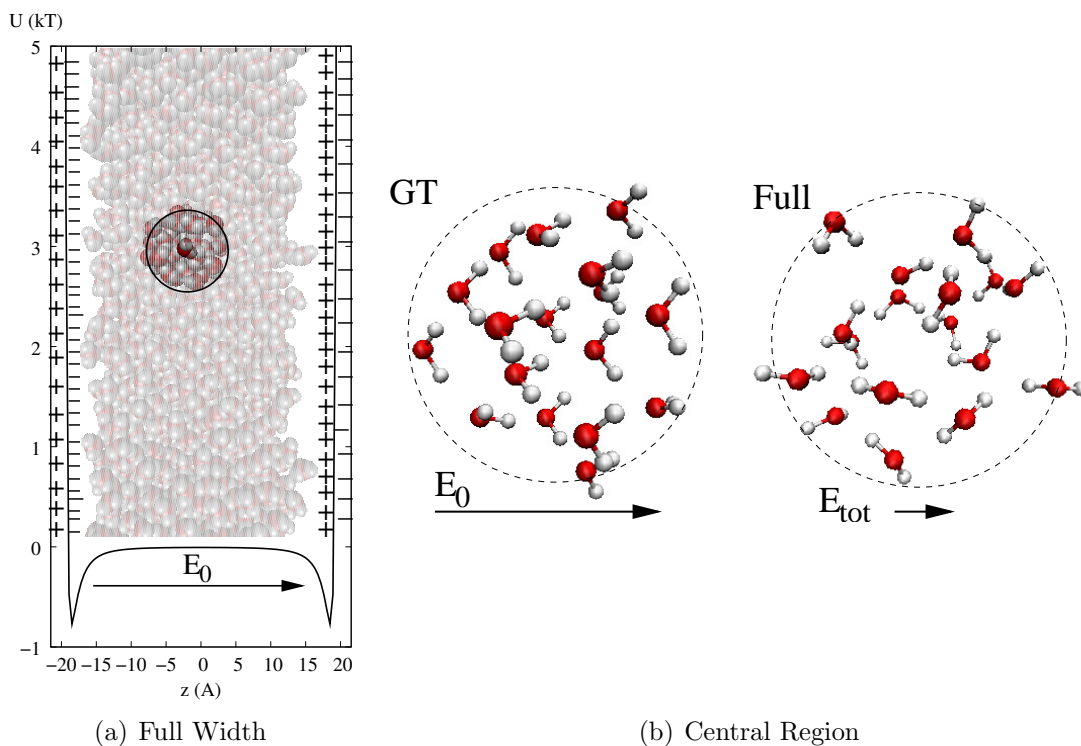 U (kT)
5
4
3
2
1
0
−1
E0
−20 −15 −10 −5 0 5 10 15 20
z (A)
(a) Full Width
GT
E0
Full
Etot
(b) Central Region